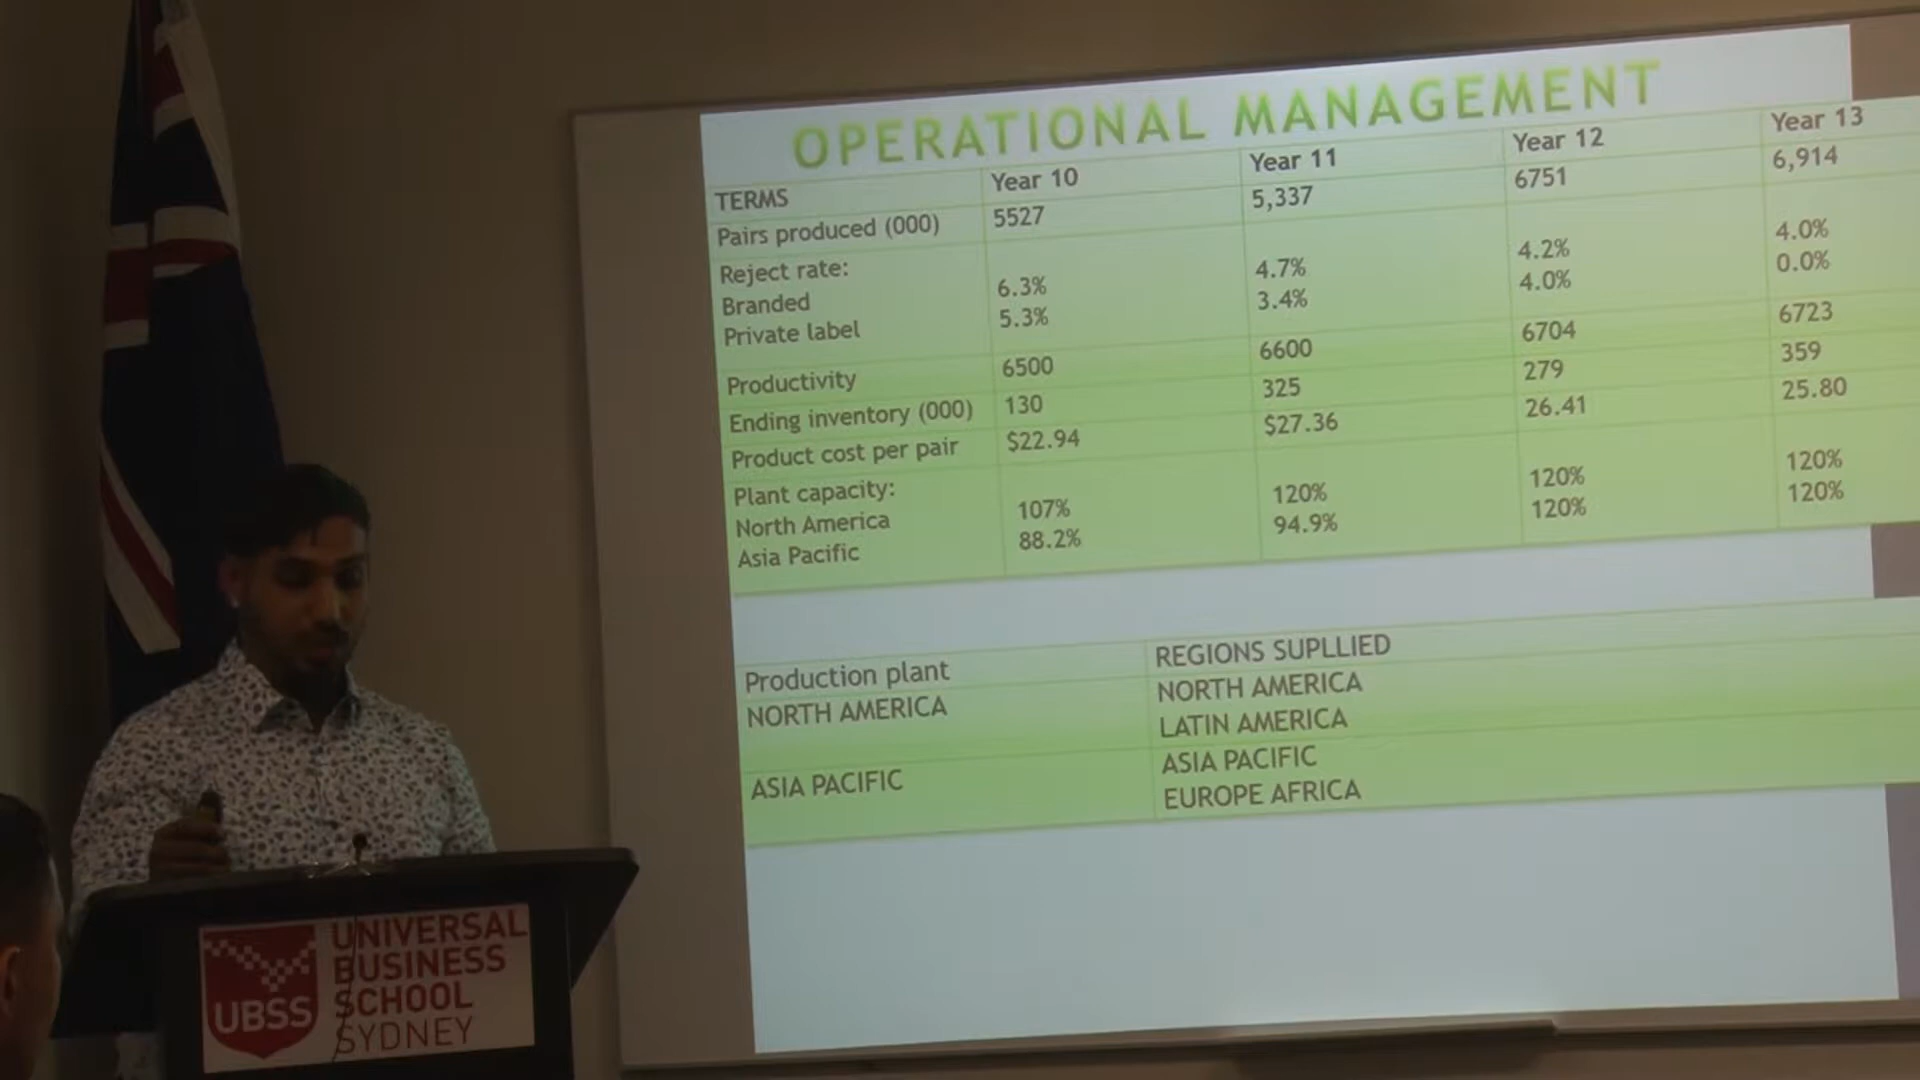 OPERATIONAL MANAGEMENT
TERMS Year 10 Year 11 Year 12 Year 13
Pairs produced (000) 5527 5,337 6751 6,914
Reject rate:
Branded 6.3% 4.7% 4.2% 4.0%
Private label 5.3% 3.4% 4.0% 0.0%
Productivity 6500 6600 6704 6723
Ending inventory (000) 130 325 279 359
Product cost per pair $22.94 $27.36 26.41 25.80
Plant capacity:
North America 107% 120% 120% 120%
Asia Pacific 88.2% 94.9% 120% 120%
Production plant REGIONS SUPLLIED
NORTH AMERICA NORTH AMERICA
LATIN AMERICA
ASIA PACIFIC ASIA PACIFIC
EUROPE AFRICA
UBSS
UNIVERSAL
BUSINESS
SCHOOL
SYDNEY